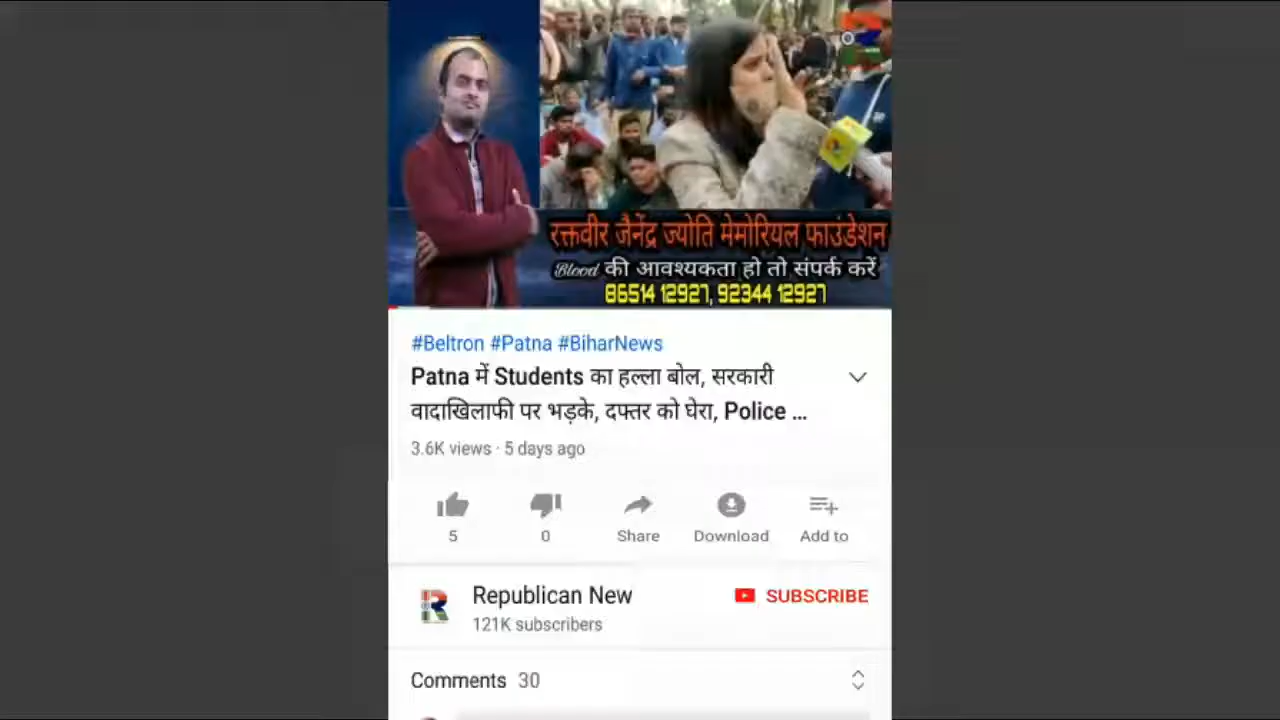 रक्तवीर जैनेंद्र ज्योति मेमोरियल फाउंडेशन
Blood की आवश्यकता हो तो संपर्क करें
86514 12927, 92344 12927
#Beltron #Patna #BiharNews
Patna में Students का हल्ला बोल, सरकारी
वादाखिलाफी पर भड़के, दफ्तर को घेरा, Police ...
3.6K views · 5 days ago
5
0
Share
Download
Add to
Republican New
SUBSCRIBE
121K subscribers
Comments 30